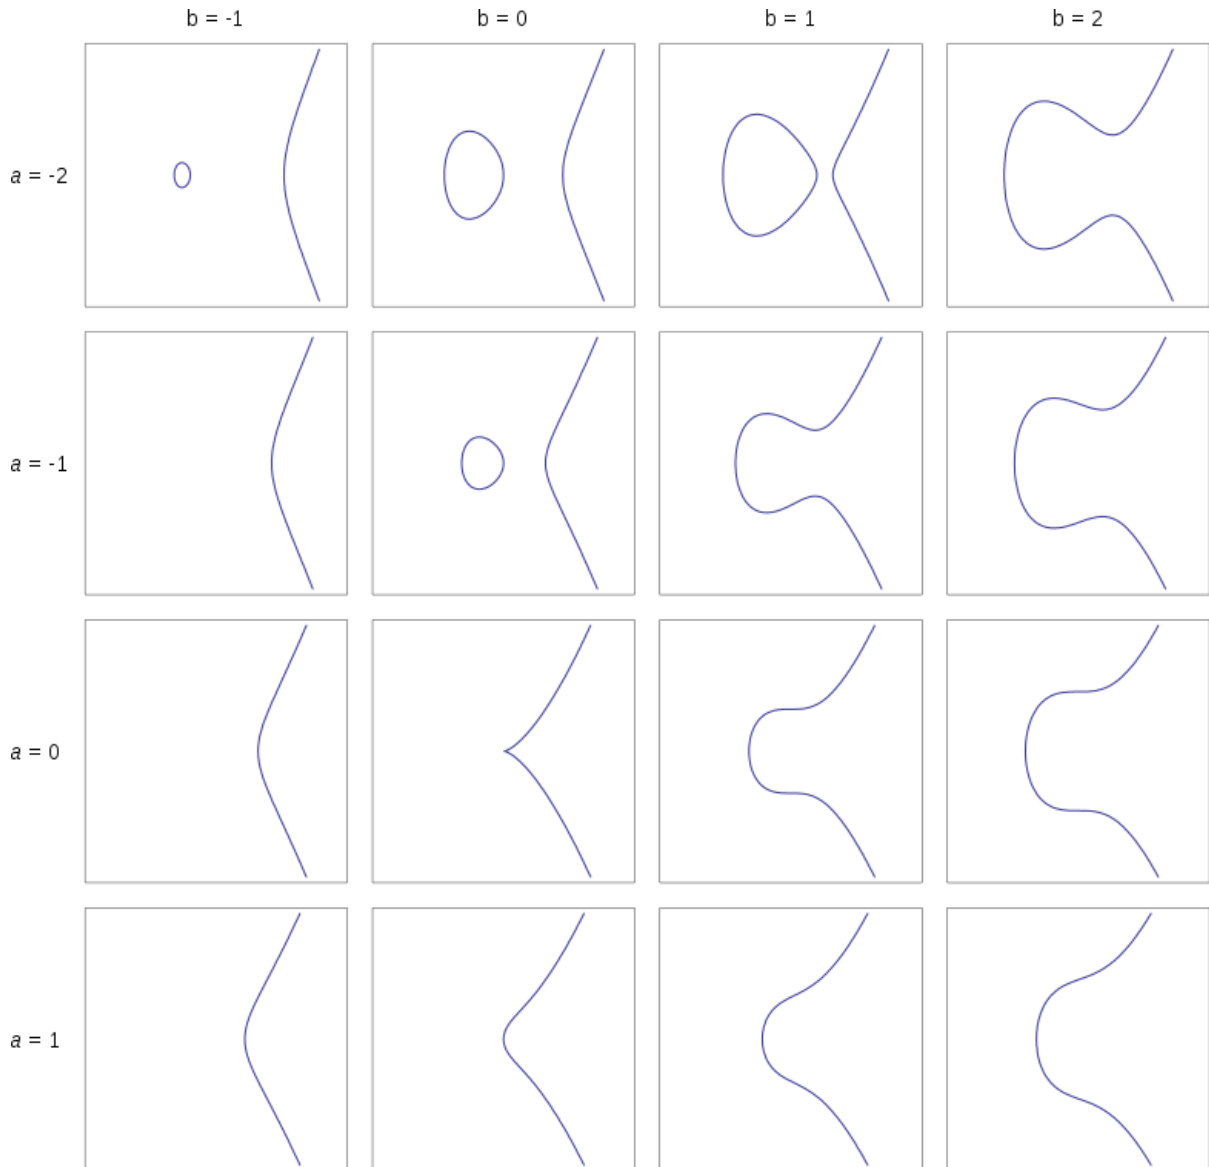 b = -1 b = 0 b = 1 b = 2
a = -2
a = -1
a = 0
a = 1